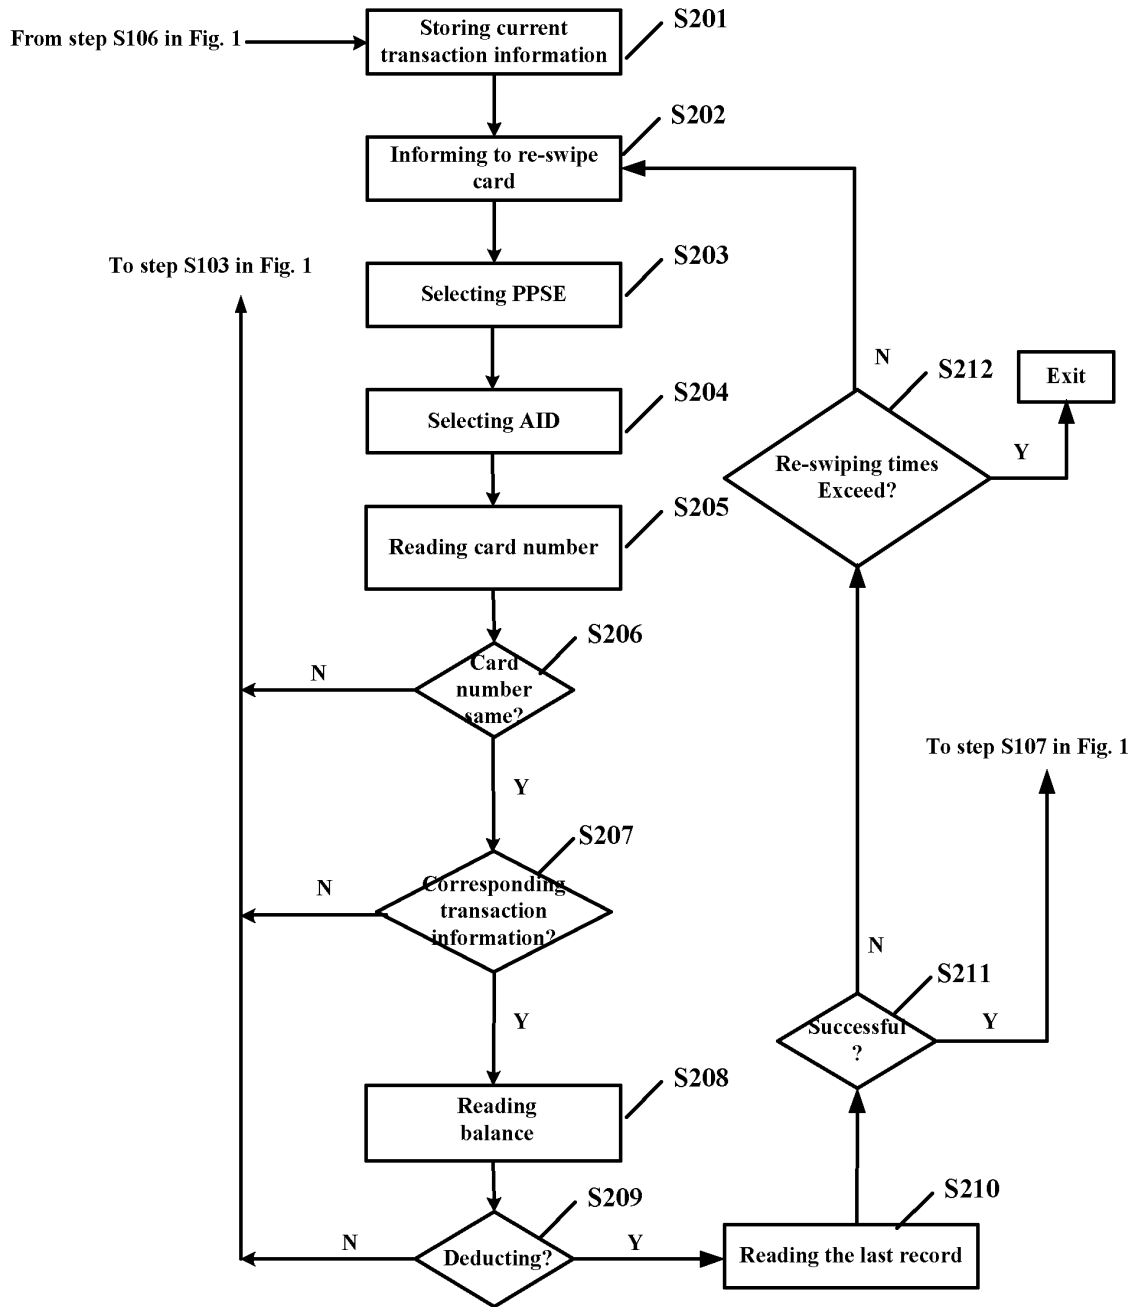 From step S106 in Fig. 1
Storing current
transaction information
S201
Informing to re-swipe
card
S202
To step S103 in Fig. 1
Selecting PPSE
S203
Selecting AID
S204
Reading card number
S205
Card
number
same?
S206
N
Y
Corresponding
transaction
information?
S207
N
Y
Reading
balance
S208
Deducting?
S209
N
Y
Reading the last record
S210
Successful
?
S211
N
Y
To step S107 in Fig. 1
Re-swiping times
Exceed?
S212
N
Y
Exit